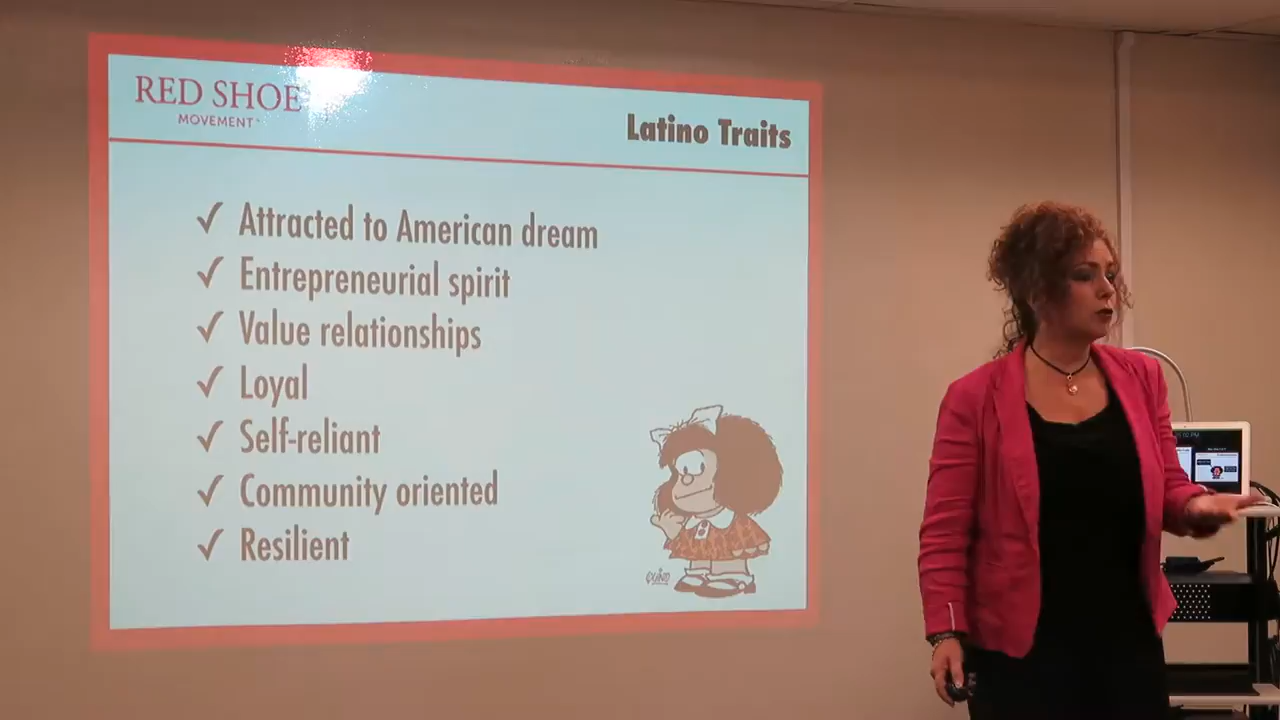 RED SHOE
MOVEMENT
Latino Traits
✓ Attracted to American dream
✓ Entrepreneurial spirit
✓ Value relationships
✓ Loyal
✓ Self-reliant
✓ Community oriented
✓ Resilient
QUINO